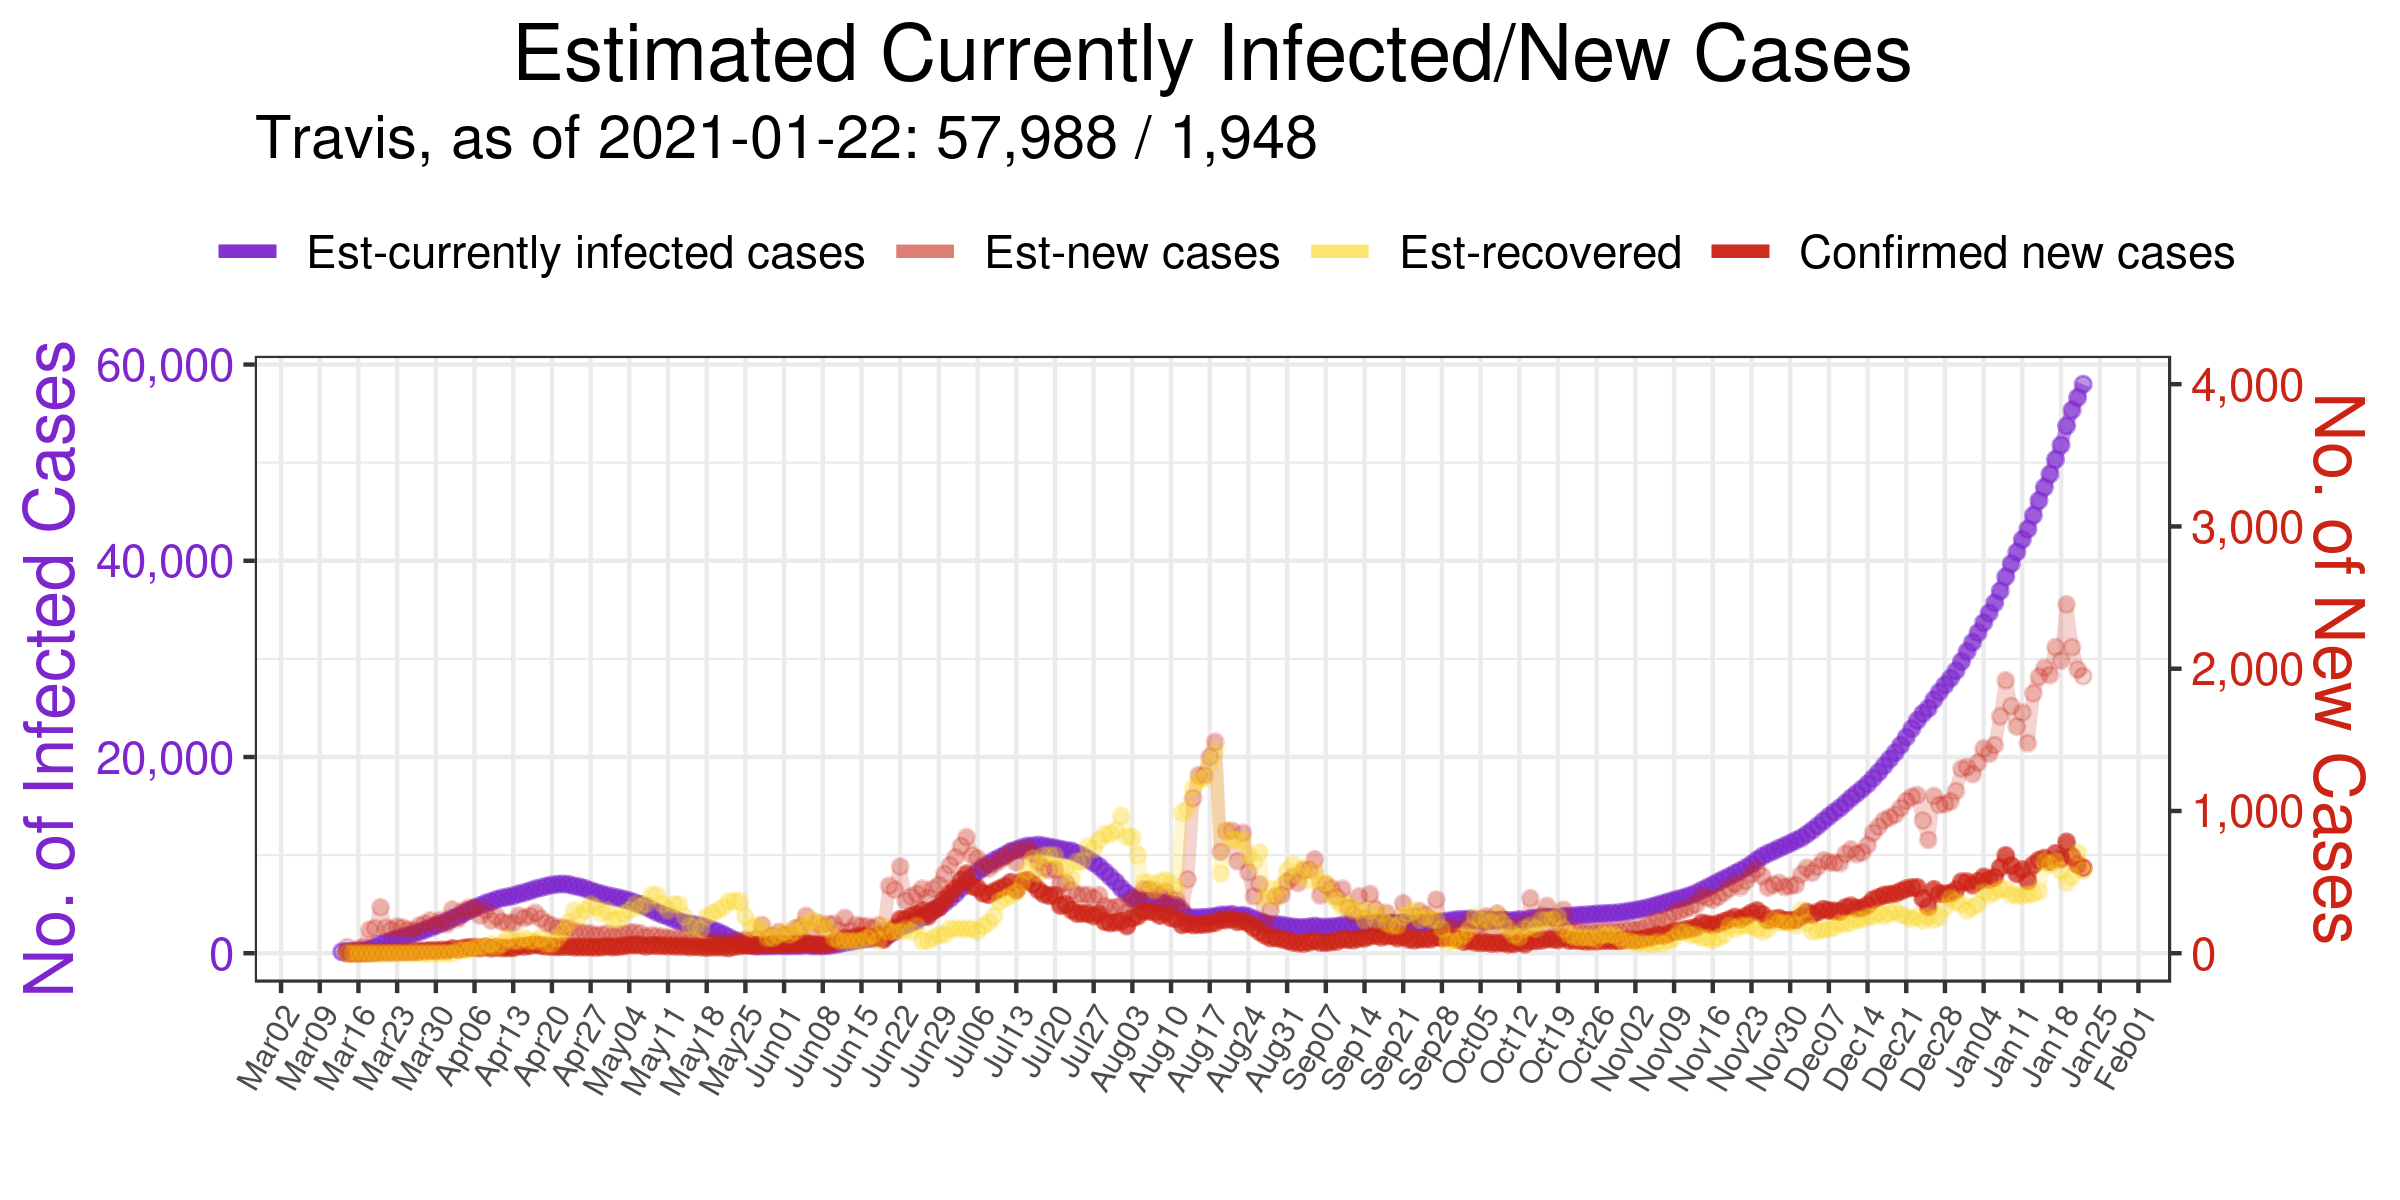 Estimated Currently Infected/New Cases
Travis, as of 2021-01-22: 57,988 / 1,948
Est-currently infected cases Est-new cases Est-recovered Confirmed new cases
No. of Infected Cases
60,000
40,000
20,000
0
4,000
3,000
2,000
1,000
0
No. of New Cases
Mar02 Mar09 Mar16 Mar23 Mar30 Apr06 Apr13 Apr20 Apr27 May04 May11 May18 May25 Jun01 Jun08 Jun15 Jun22 Jun29 Jul06 Jul13 Jul20 Jul27 Aug03 Aug10 Aug17 Aug24 Aug31 Sep07 Sep14 Sep21 Sep28 Oct05 Oct12 Oct19 Oct26 Nov02 Nov09 Nov16 Nov23 Nov30 Dec07 Dec14 Dec21 Dec28 Jan04 Jan11 Jan18 Jan25 Feb01